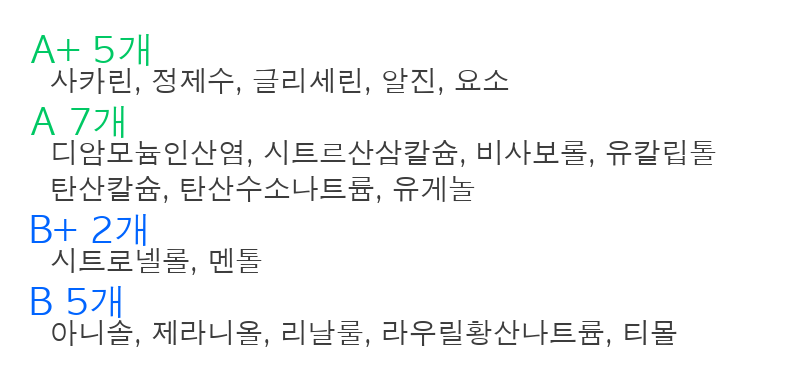 A+ 5개
사카린, 정제수, 글리세린, 알진, 요소
A 7개
디암모늄인산염, 시트르산삼칼슘, 비사보롤, 유칼립톨
탄산칼슘, 탄산수소나트륨, 유게놀
B+ 2개
시트로넬롤, 멘톨
B 5개
아니솔, 제라니올, 리날룰, 라우릴황산나트륨, 티몰